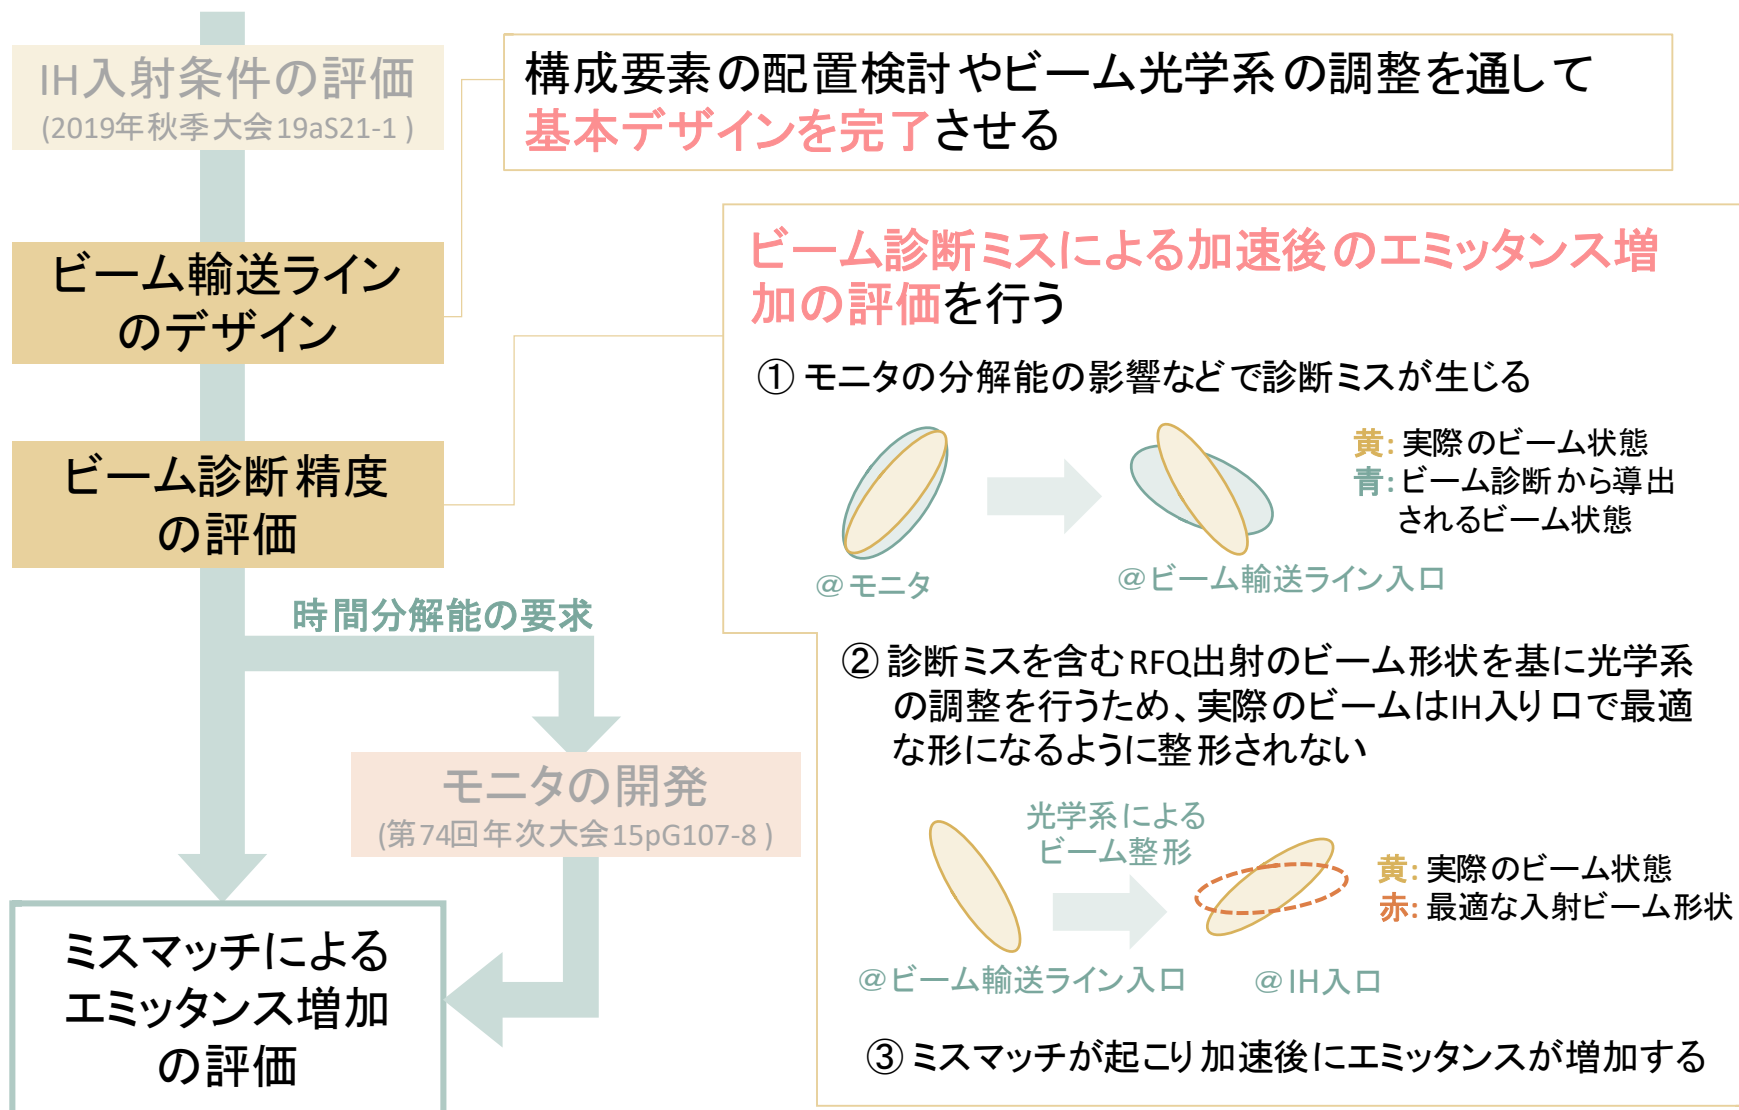 IH入射条件の評価
(2019年秋季大会19aS21-1 )
構成要素の配置検討やビーム光学系の調整を通して
基本デザインを完了させる
ビーム輸送ライン
のデザイン
ビーム診断精度
の評価
時間分解能の要求
モニタの開発
(第74回年次大会15pG107-8 )
ミスマッチによる
エミッタンス増加
の評価
ビーム診断ミスによる加速後のエミッタンス増
加の評価を行う
① モニタの分解能の影響などで診断ミスが生じる
黄: 実際のビーム状態
青: ビーム診断から導出
されるビーム状態
@モニタ
@ビーム輸送ライン入口
② 診断ミスを含むRFQ出射のビーム形状を基に光学系
の調整を行うため、実際のビームはIH入り口で最適
な形になるように整形されない
光学系による
ビーム整形
黄: 実際のビーム状態
赤: 最適な入射ビーム形状
@ビーム輸送ライン入口
@IH入口
③ ミスマッチが起こり加速後にエミッタンスが増加する